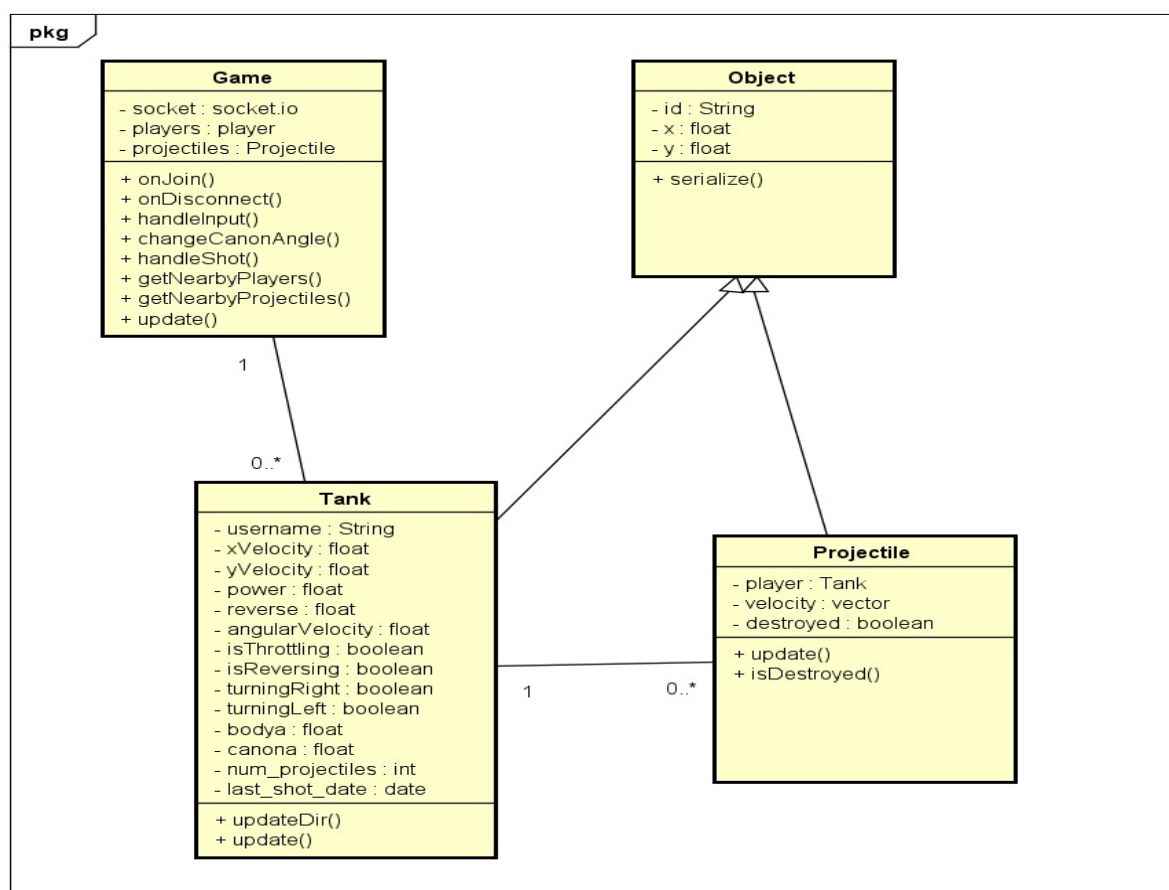 pkg
Game
- socket : socket.io
- players : player
- projectiles : Projectile
+ onJoin()
+ onDisconnect()
+ handleInput()
+ changeCanonAngle()
+ handleShot()
+ getNearbyPlayers()
+ getNearbyProjectiles()
+ update()
Object
- id : String
- x : float
- y : float
+ serialize()
1
0..*
Tank
- username : String
- xVelocity : float
- yVelocity : float
- power : float
- reverse : float
- angularVelocity : float
- isThrottling : boolean
- isReversing : boolean
- turningRight : boolean
- turningLeft : boolean
- bodya : float
- canona : float
- num_projectiles : int
- last_shot_date : date
+ updateDir()
+ update()
1
0..*
Projectile
- player : Tank
- velocity : vector
- destroyed : boolean
+ update()
+ isDestroyed()